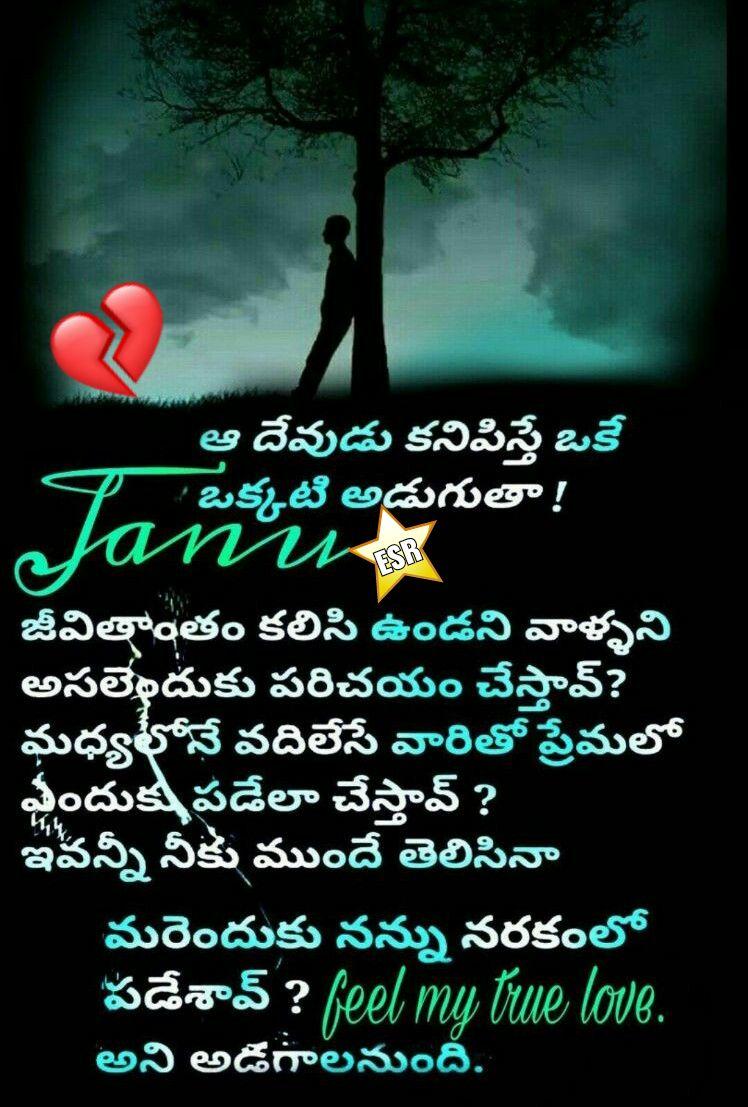 ఆ దేవుడు కనిపిస్తే ఒకే
ఒక్కటి అడుగుతా !
Janu
ESR
జీవితాంతం కలిసి ఉండని వాళ్ళని
అసలెందుకు పరిచయం చేస్తావ్?
మధ్యలోనే వదిలేసే వారితో ప్రేమలో
ఎందుకు పడేలా చేస్తావ్ ?
ఇవన్నీ నీకు ముందే తెలిసినా
మరెందుకు నన్ను నరకంలో
పడేశావ్ ? feel my true love.
అని అడగాలనుంది.